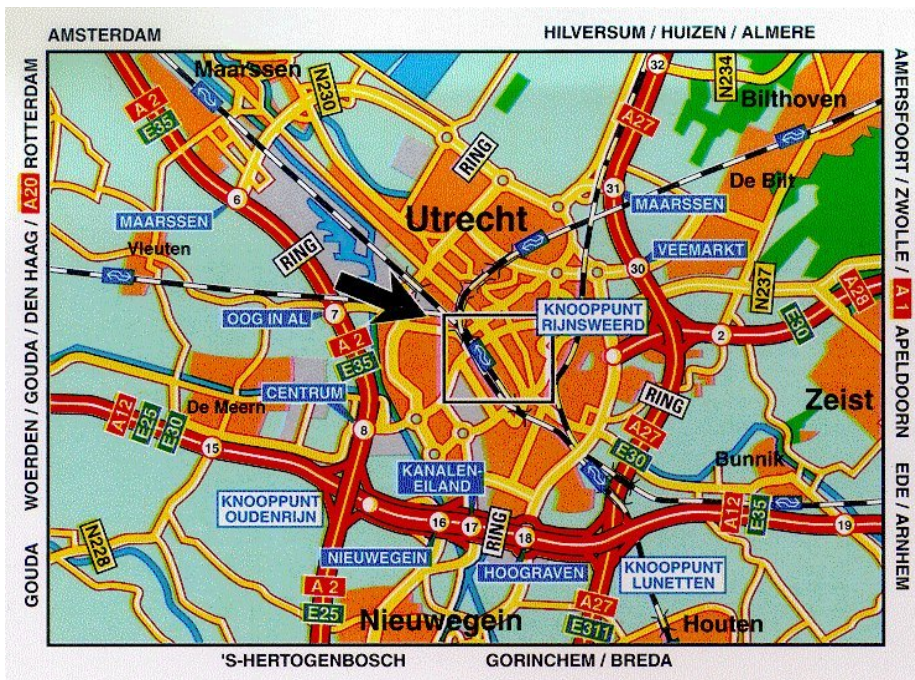 AMSTERDAM
HILVERSUM / HUIZEN / ALMERE
WOERDEN / GOUDA / DEN HAAG / A20 ROTTERDAM
GOUDA
AMERSFOORT / ZWOLLE / A1 APELDOORN
EDE / ARNHEM
Maarssen
N230
32
N234
Bilthoven
A 2
E35
A27
RING
De Bilt
6
31
MAARSSEN
MAARSSEN
Utrecht
Vleuten
RING
30
VEEMARKT
N237
A28
E30
OOG IN AL
7
KNOOPPUNT
RIJNSWEERD
2
A 2
E35
CENTRUM
RING
Zeist
De Meern
A12
E25
E30
15
8
A27
E30
Bunnik
KANALEN-
EILAND
KNOOPPUNT
OUDENRIJN
A12
E35
16
17
RING
18
19
N228
NIEUWEGEIN
HOOGRAVEN
KNOOPPUNT
LUNETTEN
A 2
E25
Nieuwegein
A27
E311
Houten
'S-HERTOGENBOSCH
GORINCHEM / BREDA